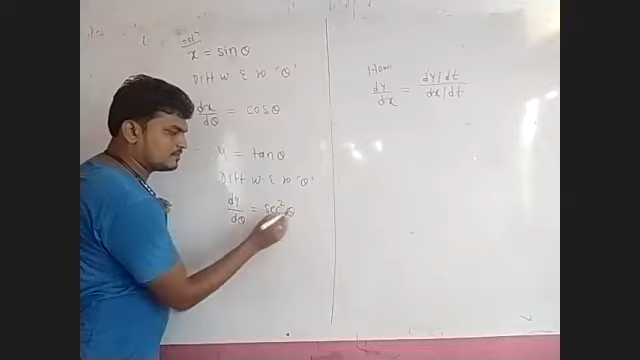 soln
x = sinθ
Diff w.r.to 'θ'
dx/dθ = cosθ
y = tanθ
Diff w.r.to 'θ'
dy/dθ = sec²θ
Now
dy/dx = dy/dt / dx/dt